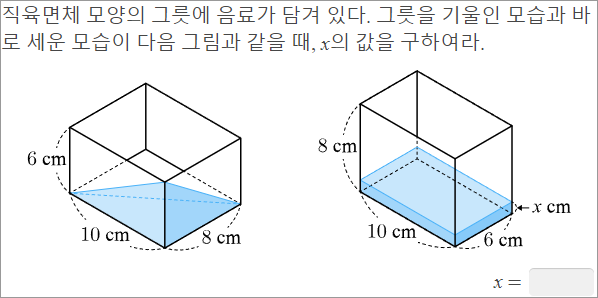 직육면체 모양의 그릇에 음료가 담겨 있다. 그릇을 기울인 모습과 바
로 세운 모습이 다음 그림과 같을 때, x의 값을 구하여라.
6 cm
10 cm
8 cm
8 cm
10 cm
6 cm
x cm
x =